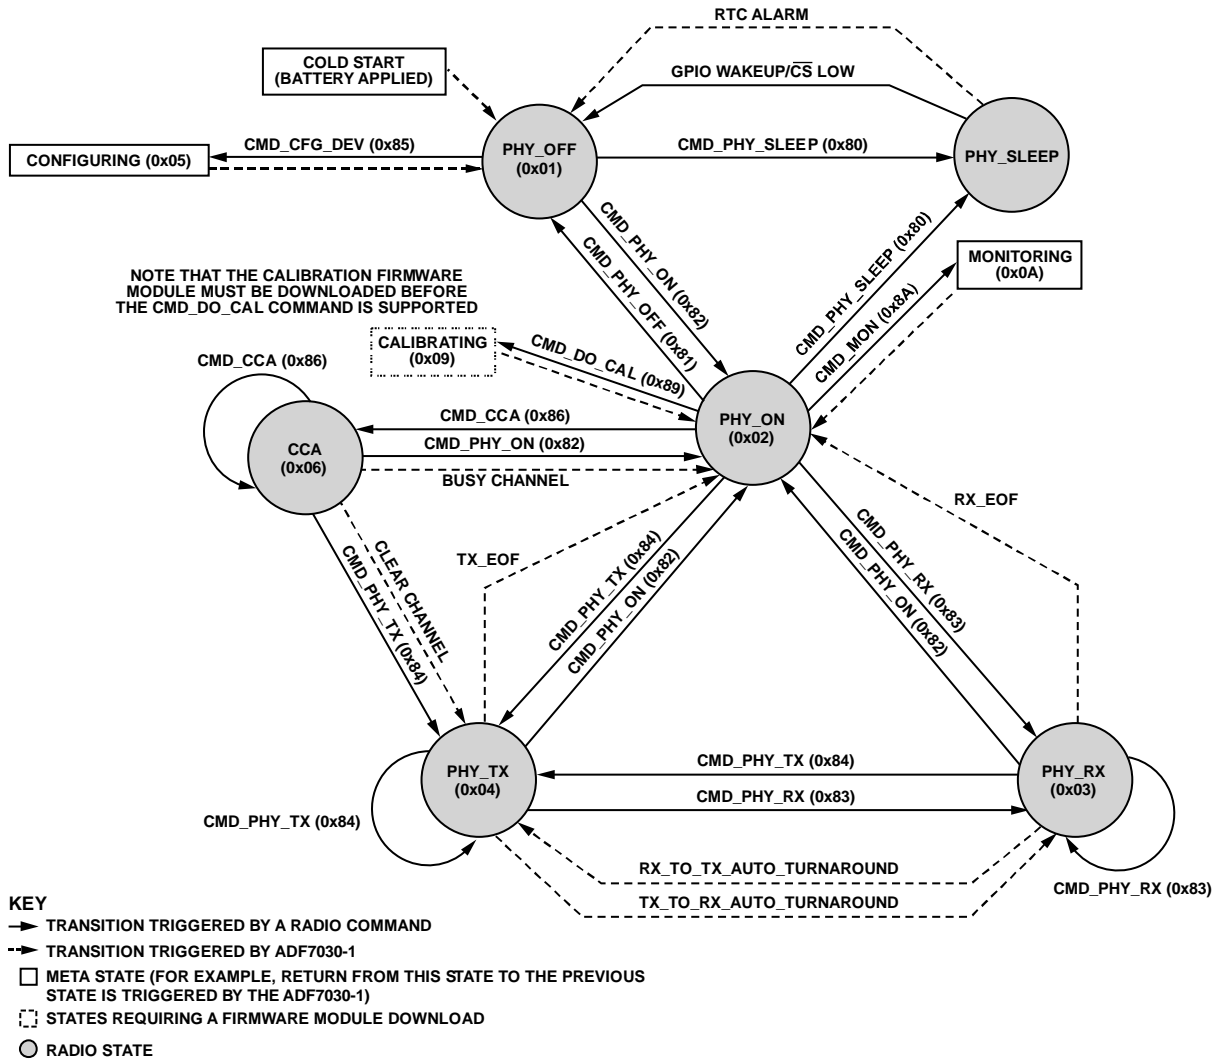 RTC ALARM
COLD START
(BATTERY APPLIED)
GPIO WAKEUP/CS LOW
CMD_CFG_DEV (0x85)
CONFIGURING (0x05)
PHY_OFF
(0x01)
CMD_PHY_SLEEP (0x80)
PHY_SLEEP
CMD_PHY_ON (0x82)
CMD_PHY_OFF (0x81)
CMD_PHY_SLEEP (0x80)
CMD_MON (0x8A)
MONITORING
(0x0A)
NOTE THAT THE CALIBRATION FIRMWARE
MODULE MUST BE DOWNLOADED BEFORE
THE CMD_DO_CAL COMMAND IS SUPPORTED
CALIBRATING
(0x09)
CMD_DO_CAL (0x89)
CMD_CCA (0x86)
CMD_CCA (0x86)
CMD_PHY_ON (0x82)
BUSY CHANNEL
CCA
(0x06)
PHY_ON
(0x02)
RX_EOF
TX_EOF
CLEAR CHANNEL
CMD_PHY_TX (0x84)
CMD_PHY_TX (0x84)
CMD_PHY_ON (0x82)
CMD_PHY_RX (0x83)
CMD_PHY_ON (0x82)
PHY_TX
(0x04)
CMD_PHY_TX (0x84)
CMD_PHY_RX (0x83)
PHY_RX
(0x03)
CMD_PHY_TX (0x84)
RX_TO_TX_AUTO_TURNAROUND
TX_TO_RX_AUTO_TURNAROUND
CMD_PHY_RX (0x83)
KEY
TRANSITION TRIGGERED BY A RADIO COMMAND
TRANSITION TRIGGERED BY ADF7030-1
META STATE (FOR EXAMPLE, RETURN FROM THIS STATE TO THE PREVIOUS
STATE IS TRIGGERED BY THE ADF7030-1)
STATES REQUIRING A FIRMWARE MODULE DOWNLOAD
RADIO STATE